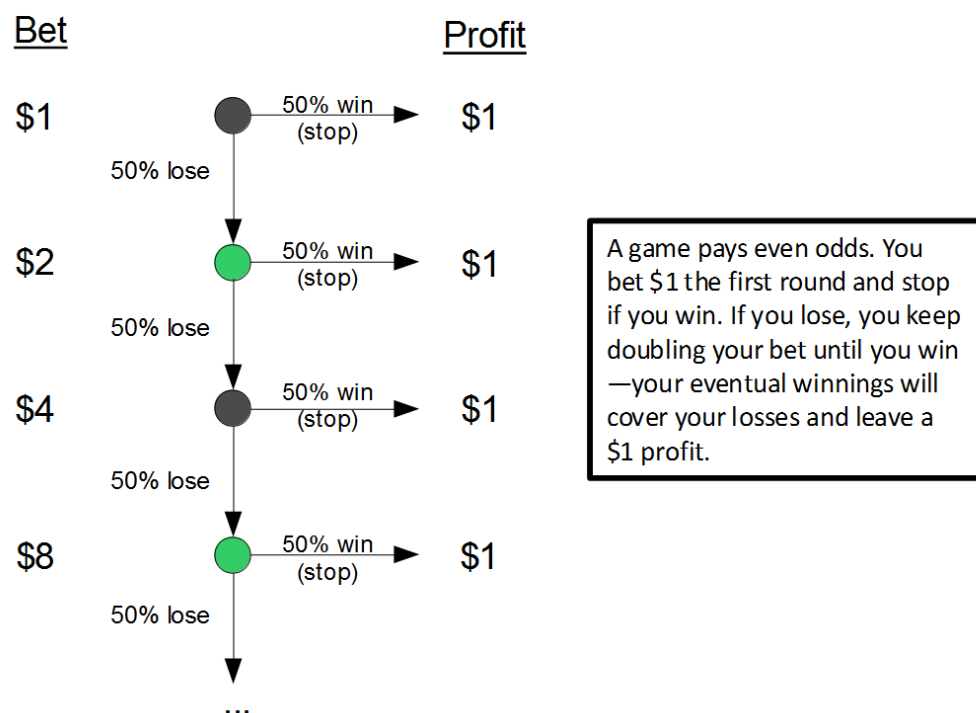 Bet
Profit
$1
50% win
(stop)
$1
50% lose
$2
50% win
(stop)
$1
50% lose
$4
50% win
(stop)
$1
50% lose
$8
50% win
(stop)
$1
50% lose
...
A game pays even odds. You
bet $1 the first round and stop
if you win. If you lose, you keep
doubling your bet until you win
—your eventual winnings will
cover your losses and leave a
$1 profit.